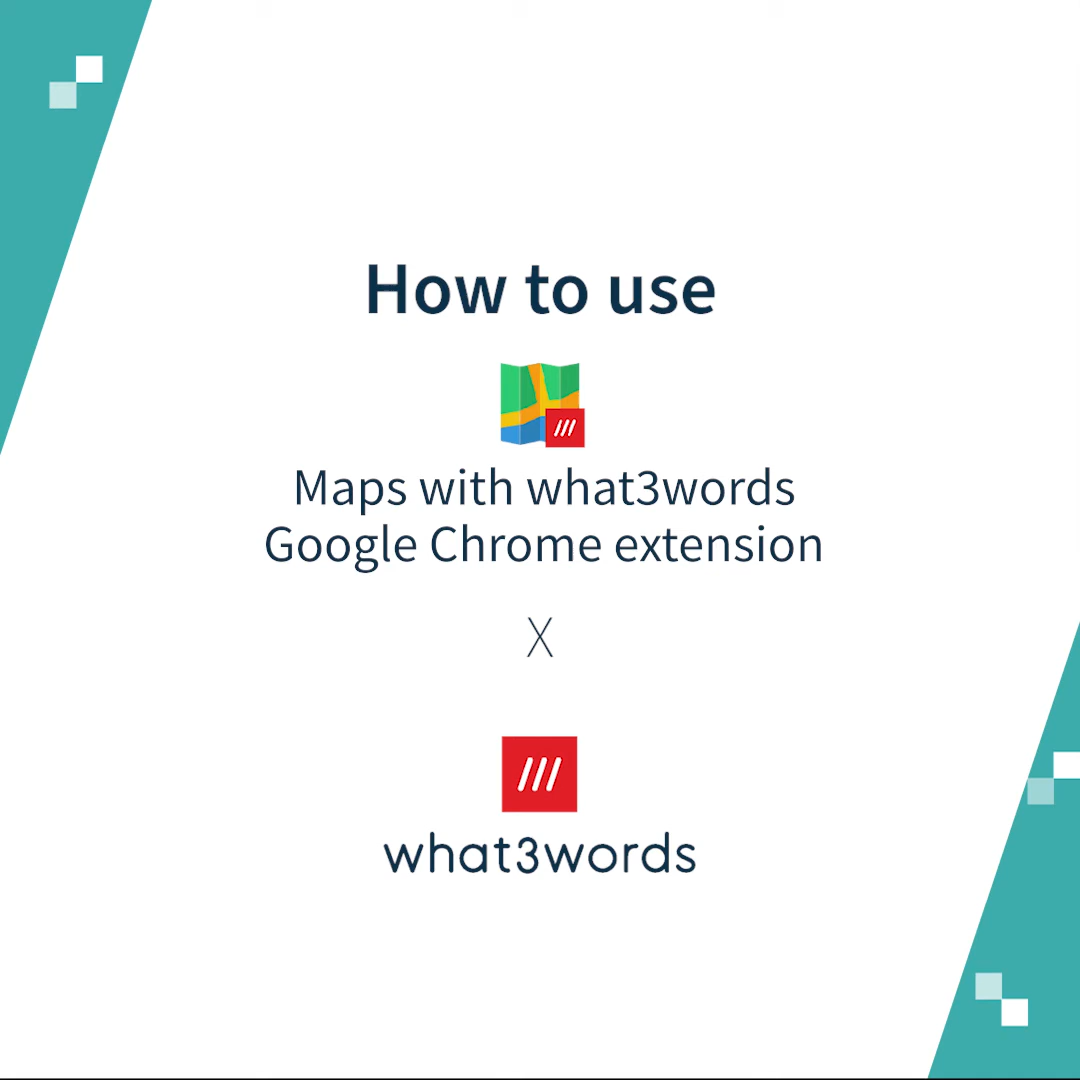 How to use
Maps with what3words
Google Chrome extension
X
what3words